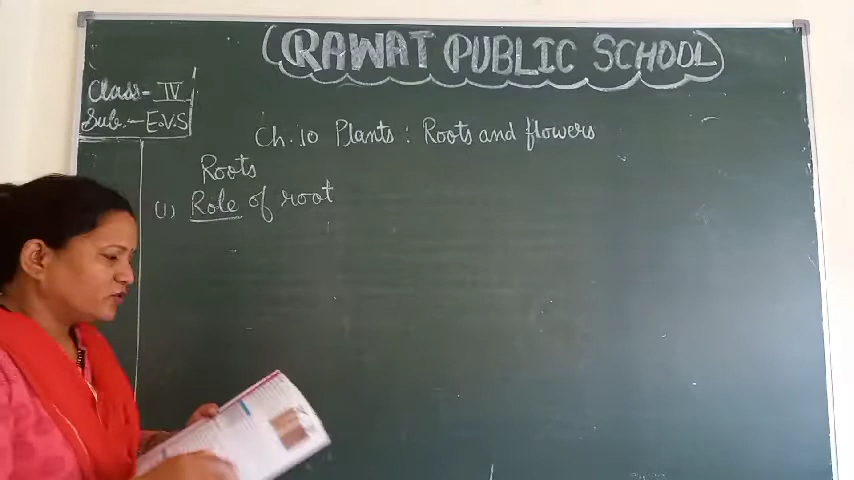 RAWAT PUBLIC SCHOOL
Class - IV
Sub. - E.V.S
Ch. 10 Plants : Roots and flowers
Roots
(1) Role of root